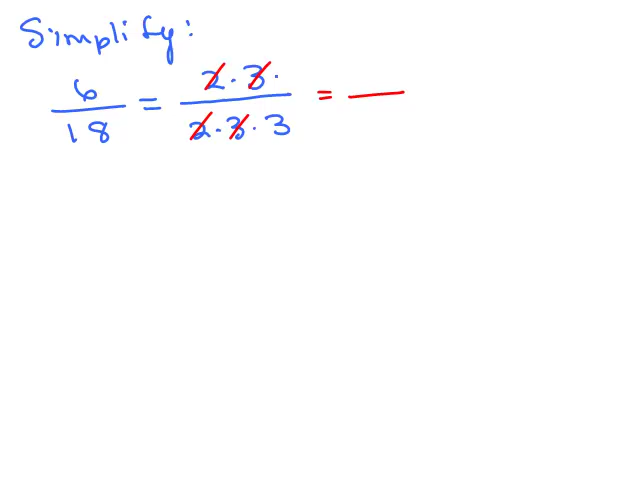 Simplify:
6/18 = 2·3·/2·3·3 =